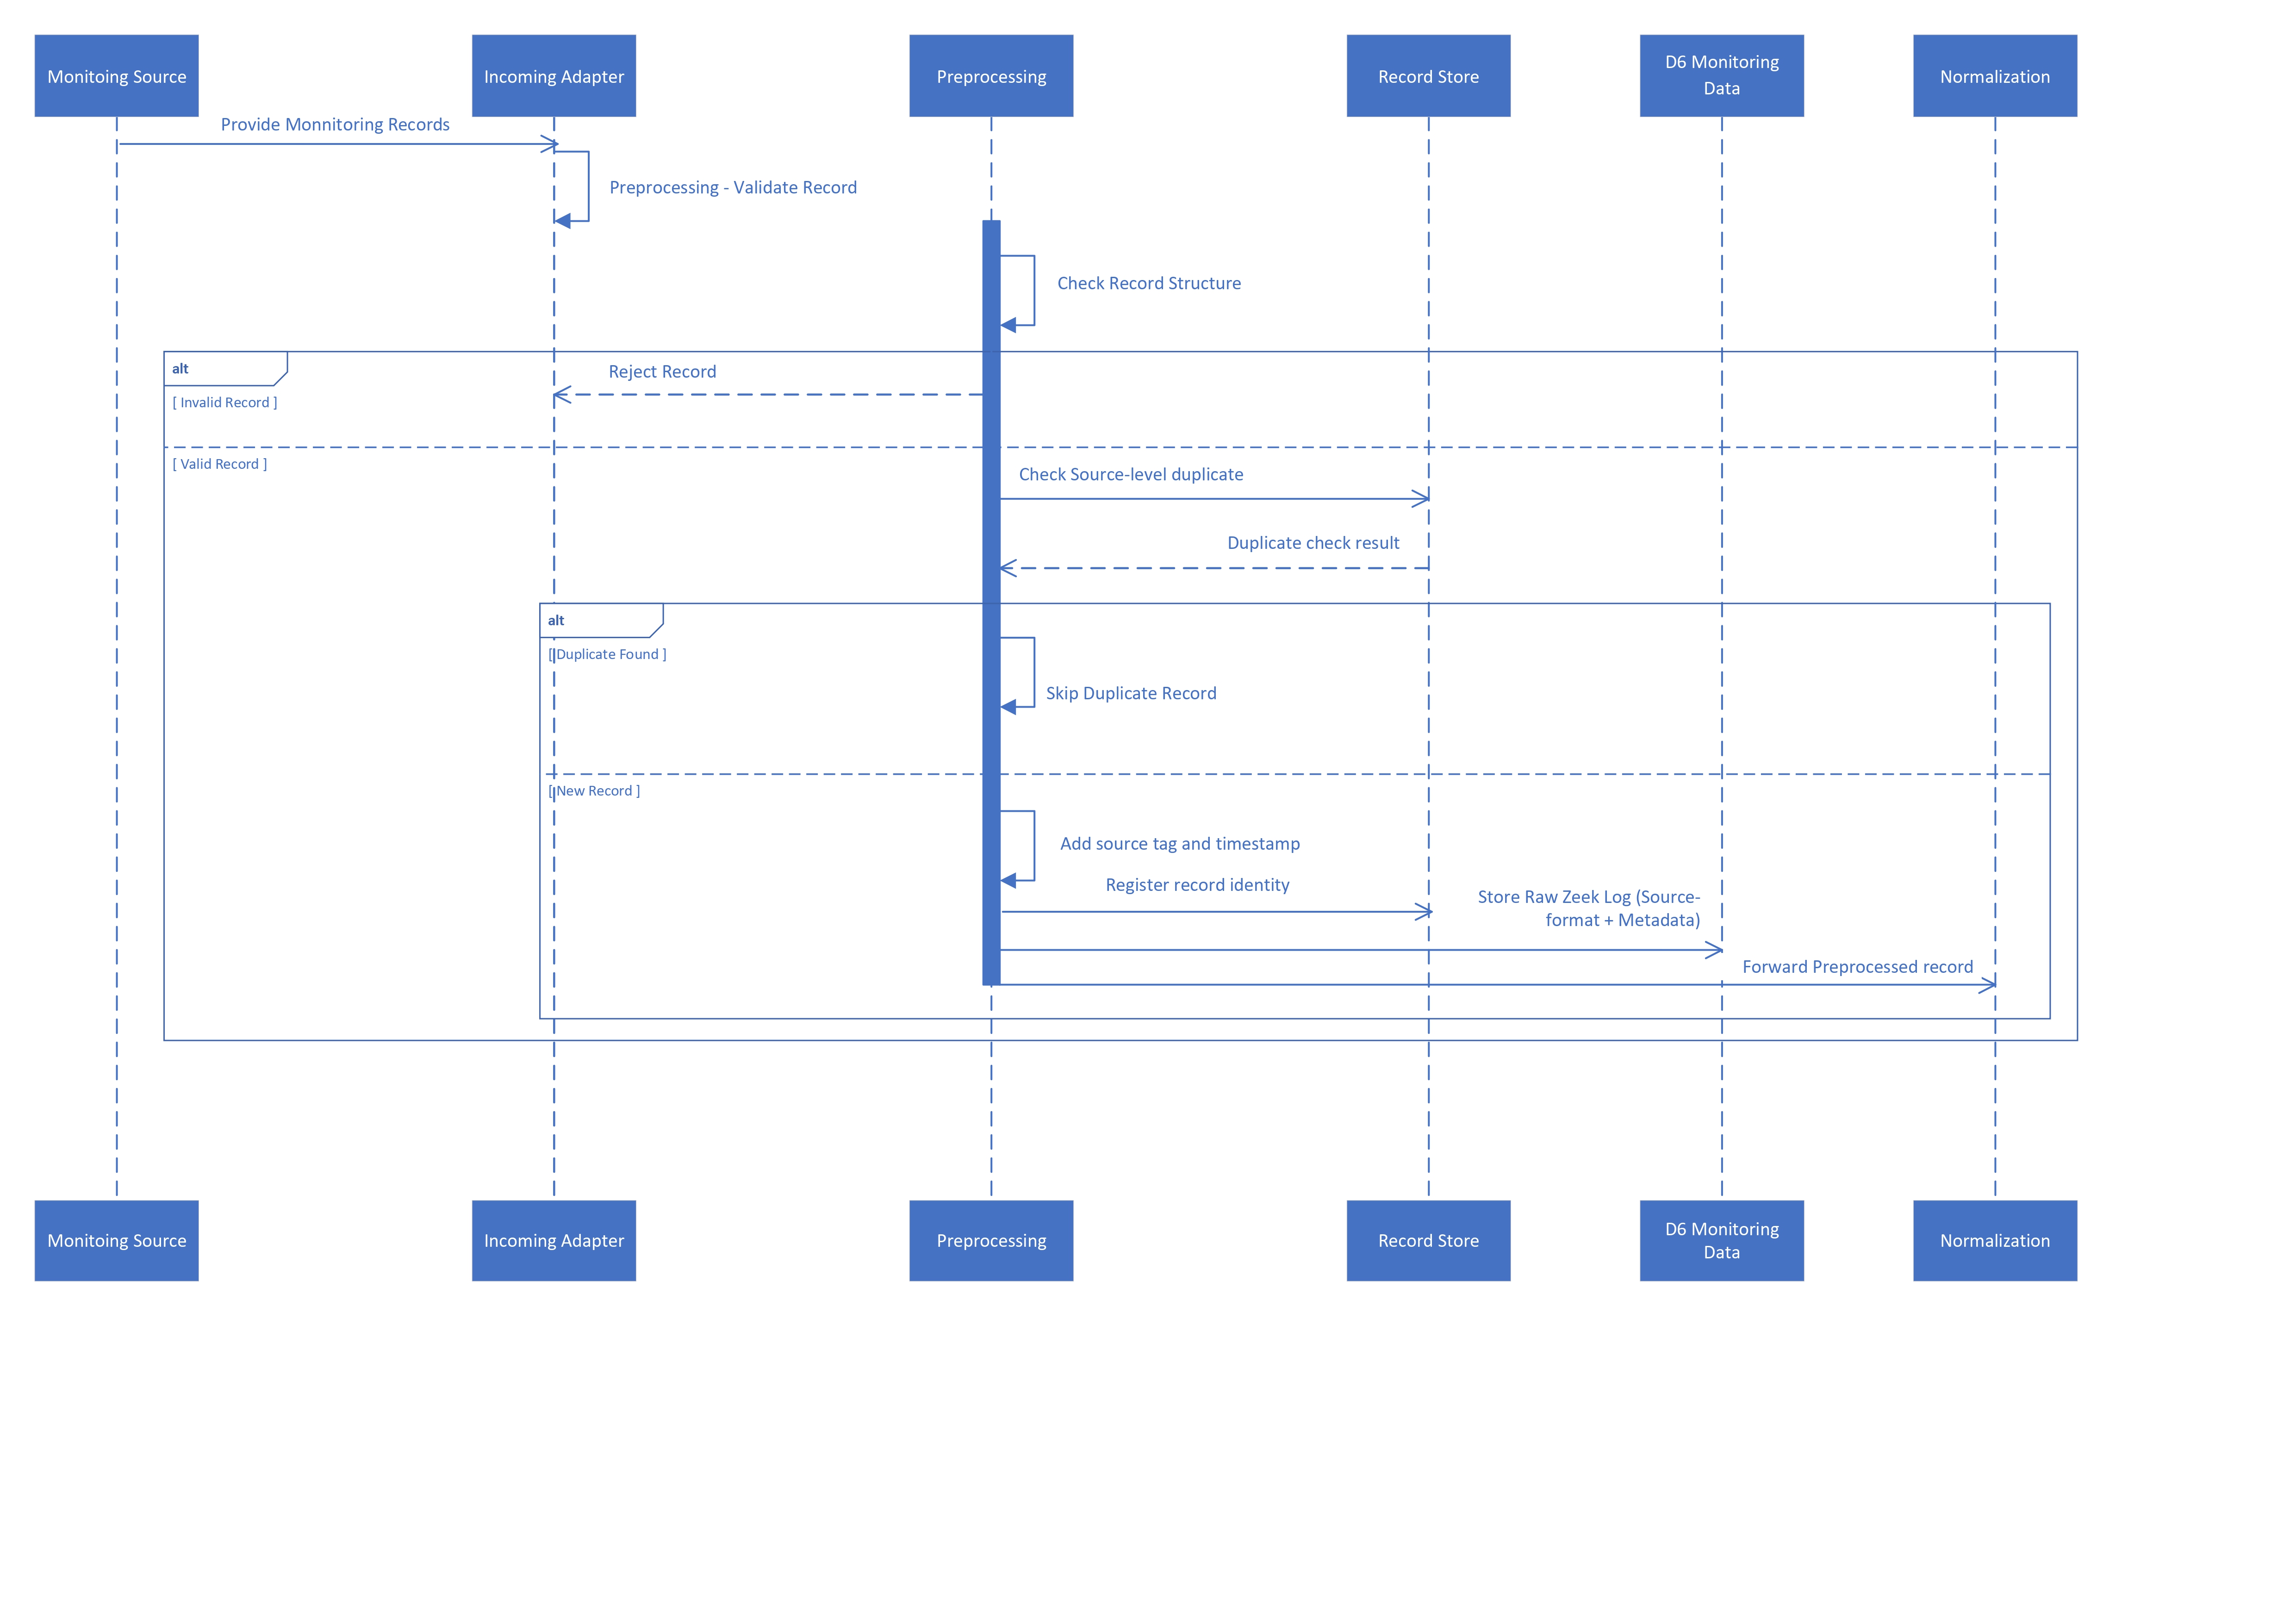 Monitoing Source
Incoming Adapter
Preprocessing
Record Store
D6 Monitoring
Data
Normalization
Provide Monnitoring Records
Preprocessing - Validate Record
Check Record Structure
alt
Reject Record
[ Invalid Record ]
[ Valid Record ]
Check Source-level duplicate
Duplicate check result
alt
[ Duplicate Found ]
Skip Duplicate Record
[ New Record ]
Add source tag and timestamp
Register record identity
Store Raw Zeek Log (Source-
format + Metadata)
Forward Preprocessed record
Monitoing Source
Incoming Adapter
Preprocessing
Record Store
D6 Monitoring
Data
Normalization